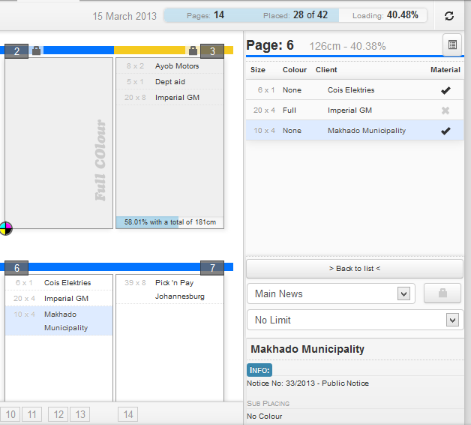 15 March 2013
Pages: 14 Placed: 28 of 42 Loading: 40.48%
2
3
6 x 2 Ayob Motors
5 x 1 Dept aid
20 x 8 Imperial GM
Full COlour
58.01% with a total of 181cm
6
7
6 x 1 Cois Elektries
20 x 4 Imperial GM
10 x 4 Makhado
Municipality
39 x 8 Pick 'n Pay
Johannesburg
10 11 12 13 14
Page: 6 126cm - 40.38%
Size Colour Client Material
6 x 1 None Cois Elektries
20 x 4 Full Imperial GM
10 x 4 None Makhado Municipality
> Back to list <
Main News
No Limit
Makhado Municipality
INFO:
Notice No: 33/2013 - Public Notice
SUB PLACING
No Colour